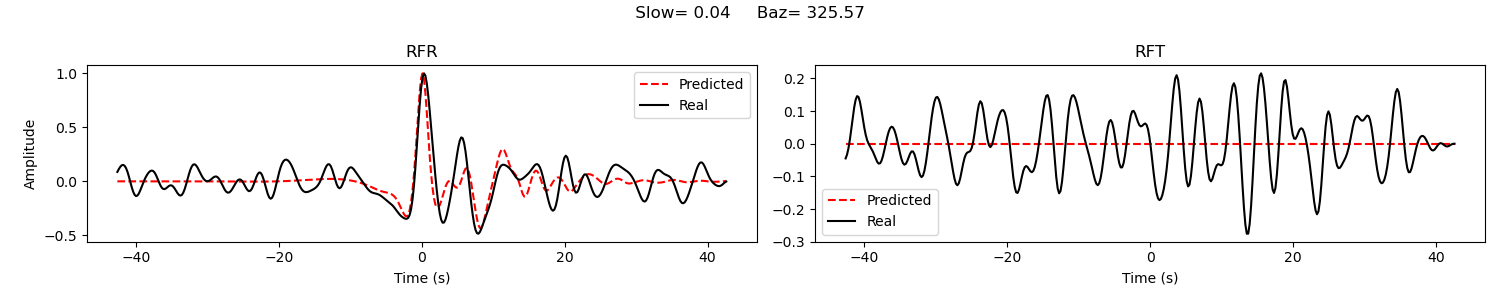 Slow= 0.04 Baz= 325.57
RFR
RFT
Amplitude
1.0
0.5
0.0
−0.5
Predicted
Real
−40
−20
0
20
40
Time (s)
0.2
0.1
0.0
−0.1
−0.2
−0.3
Predicted
Real
−40
−20
0
20
40
Time (s)